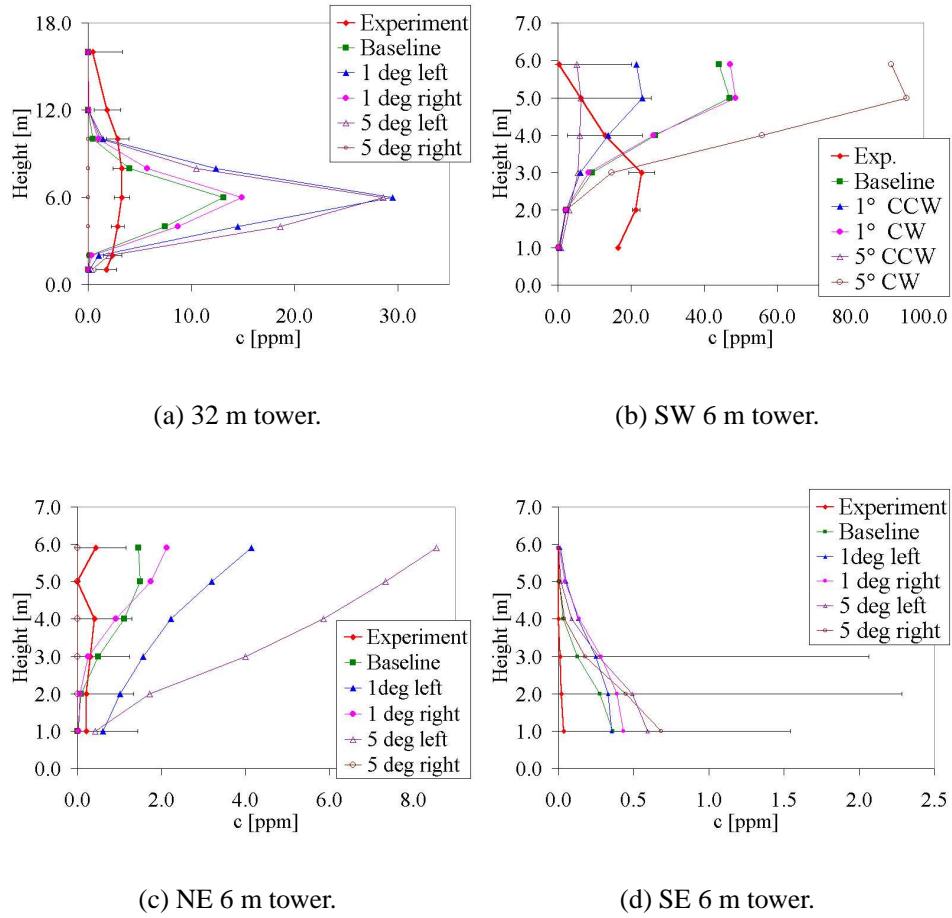 18.0
15.0
12.0
9.0
6.0
3.0
0.0
Height [m]
0.0 10.0 20.0 30.0
c [ppm]
Experiment
Baseline
1 deg left
1 deg right
5 deg left
5 deg right
(a) 32 m tower.
7.0
6.0
5.0
4.0
3.0
2.0
1.0
0.0
Height [m]
0.0 20.0 40.0 60.0 80.0 100.0
c [ppm]
Exp.
Baseline
1° CCW
1° CW
5° CCW
5° CW
(b) SW 6 m tower.
7.0
6.0
5.0
4.0
3.0
2.0
1.0
0.0
Height [m]
0.0 2.0 4.0 6.0 8.0
c [ppm]
Experiment
Baseline
1deg left
1 deg right
5 deg left
5 deg right
(c) NE 6 m tower.
7.0
6.0
5.0
4.0
3.0
2.0
1.0
0.0
Height [m]
0.0 0.5 1.0 1.5 2.0 2.5
c [ppm]
Experiment
Baseline
1deg left
1 deg right
5 deg left
5 deg right
(d) SE 6 m tower.